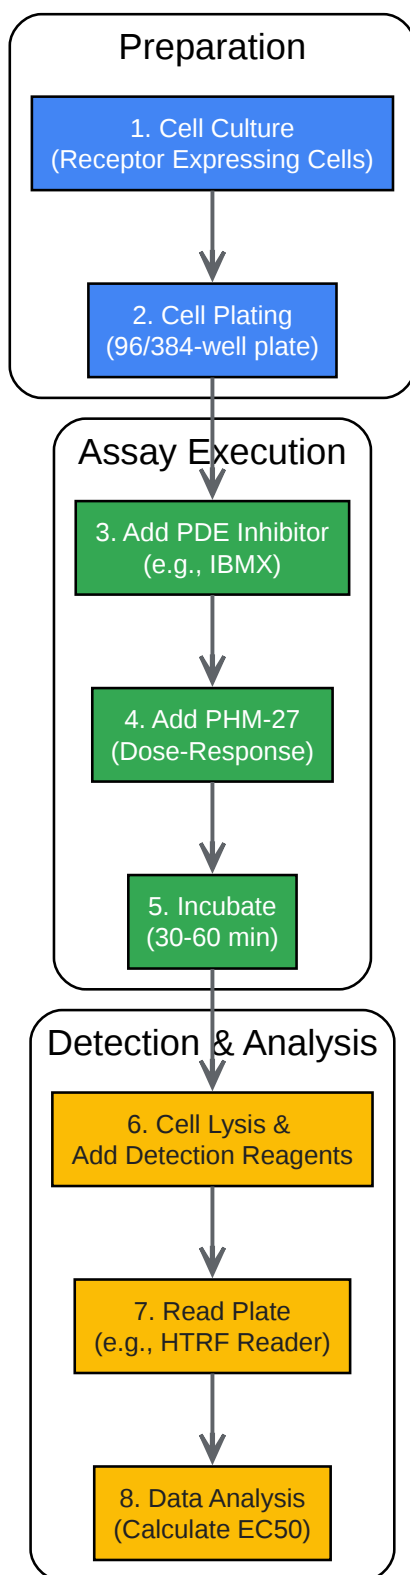 Preparation
1. Cell Culture
(Receptor Expressing Cells)
2. Cell Plating
(96/384-well plate)
Assay Execution
3. Add PDE Inhibitor
(e.g., IBMX)
4. Add PHM-27
(Dose-Response)
5. Incubate
(30-60 min)
Detection & Analysis
6. Cell Lysis &
Add Detection Reagents
7. Read Plate
(e.g., HTRF Reader)
8. Data Analysis
(Calculate EC50)